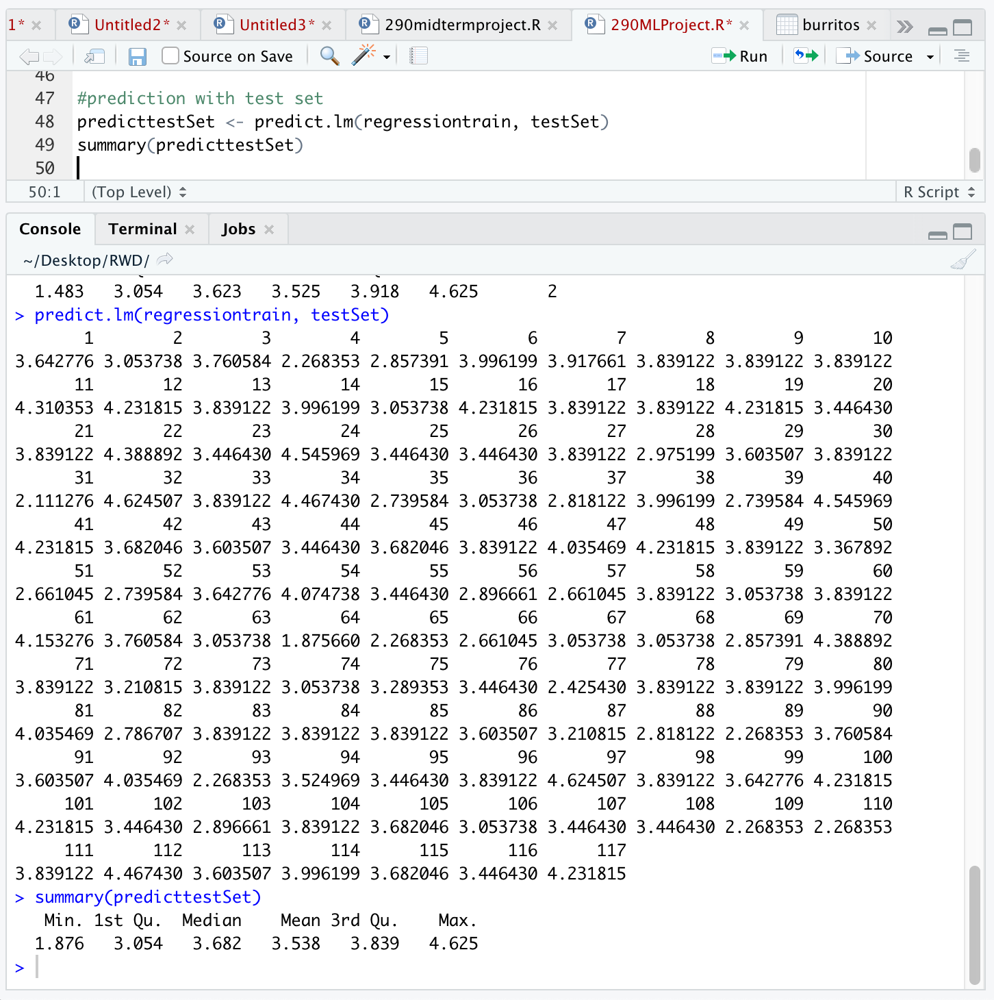 1* Untitled2* Untitled3* 290midtermproject.R 290MLProject.R* burritos
Source on Save Run Source
46
47 #prediction with test set
48 predicttestSet <- predict.lm(regressiontrain, testSet)
49 summary(predicttestSet)
50
50:1 (Top Level) R Script
Console Terminal Jobs
~/Desktop/RWD/
1.483 3.054 3.623 3.525 3.918 4.625 2
> predict.lm(regressiontrain, testSet)
1 2 3 4 5 6 7 8 9 10
3.642776 3.053738 3.760584 2.268353 2.857391 3.996199 3.917661 3.839122 3.839122 3.839122
11 12 13 14 15 16 17 18 19 20
4.310353 4.231815 3.839122 3.996199 3.053738 4.231815 3.839122 3.839122 4.231815 3.446430
21 22 23 24 25 26 27 28 29 30
3.839122 4.388892 3.446430 4.545969 3.446430 3.446430 3.839122 2.975199 3.603507 3.839122
31 32 33 34 35 36 37 38 39 40
2.111276 4.624507 3.839122 4.467430 2.739584 3.053738 2.818122 3.996199 2.739584 4.545969
41 42 43 44 45 46 47 48 49 50
4.231815 3.682046 3.603507 3.446430 3.682046 3.839122 4.035469 4.231815 3.839122 3.367892
51 52 53 54 55 56 57 58 59 60
2.661045 2.739584 3.642776 4.074738 3.446430 2.896661 2.661045 3.839122 3.053738 3.839122
61 62 63 64 65 66 67 68 69 70
4.153276 3.760584 3.053738 1.875660 2.268353 2.661045 3.053738 3.053738 2.857391 4.388892
71 72 73 74 75 76 77 78 79 80
3.839122 3.210815 3.839122 3.053738 3.289353 3.446430 2.425430 3.839122 3.839122 3.996199
81 82 83 84 85 86 87 88 89 90
4.035469 2.786707 3.839122 3.839122 3.839122 3.603507 3.210815 2.818122 2.268353 3.760584
91 92 93 94 95 96 97 98 99 100
3.603507 4.035469 2.268353 3.524969 3.446430 3.839122 4.624507 3.839122 3.642776 4.231815
101 102 103 104 105 106 107 108 109 110
4.231815 3.446430 2.896661 3.839122 3.682046 3.053738 3.446430 3.446430 2.268353 2.268353
111 112 113 114 115 116 117
3.839122 4.467430 3.603507 3.996199 3.682046 3.446430 4.231815
> summary(predicttestSet)
Min. 1st Qu. Median Mean 3rd Qu. Max.
1.876 3.054 3.682 3.538 3.839 4.625
>